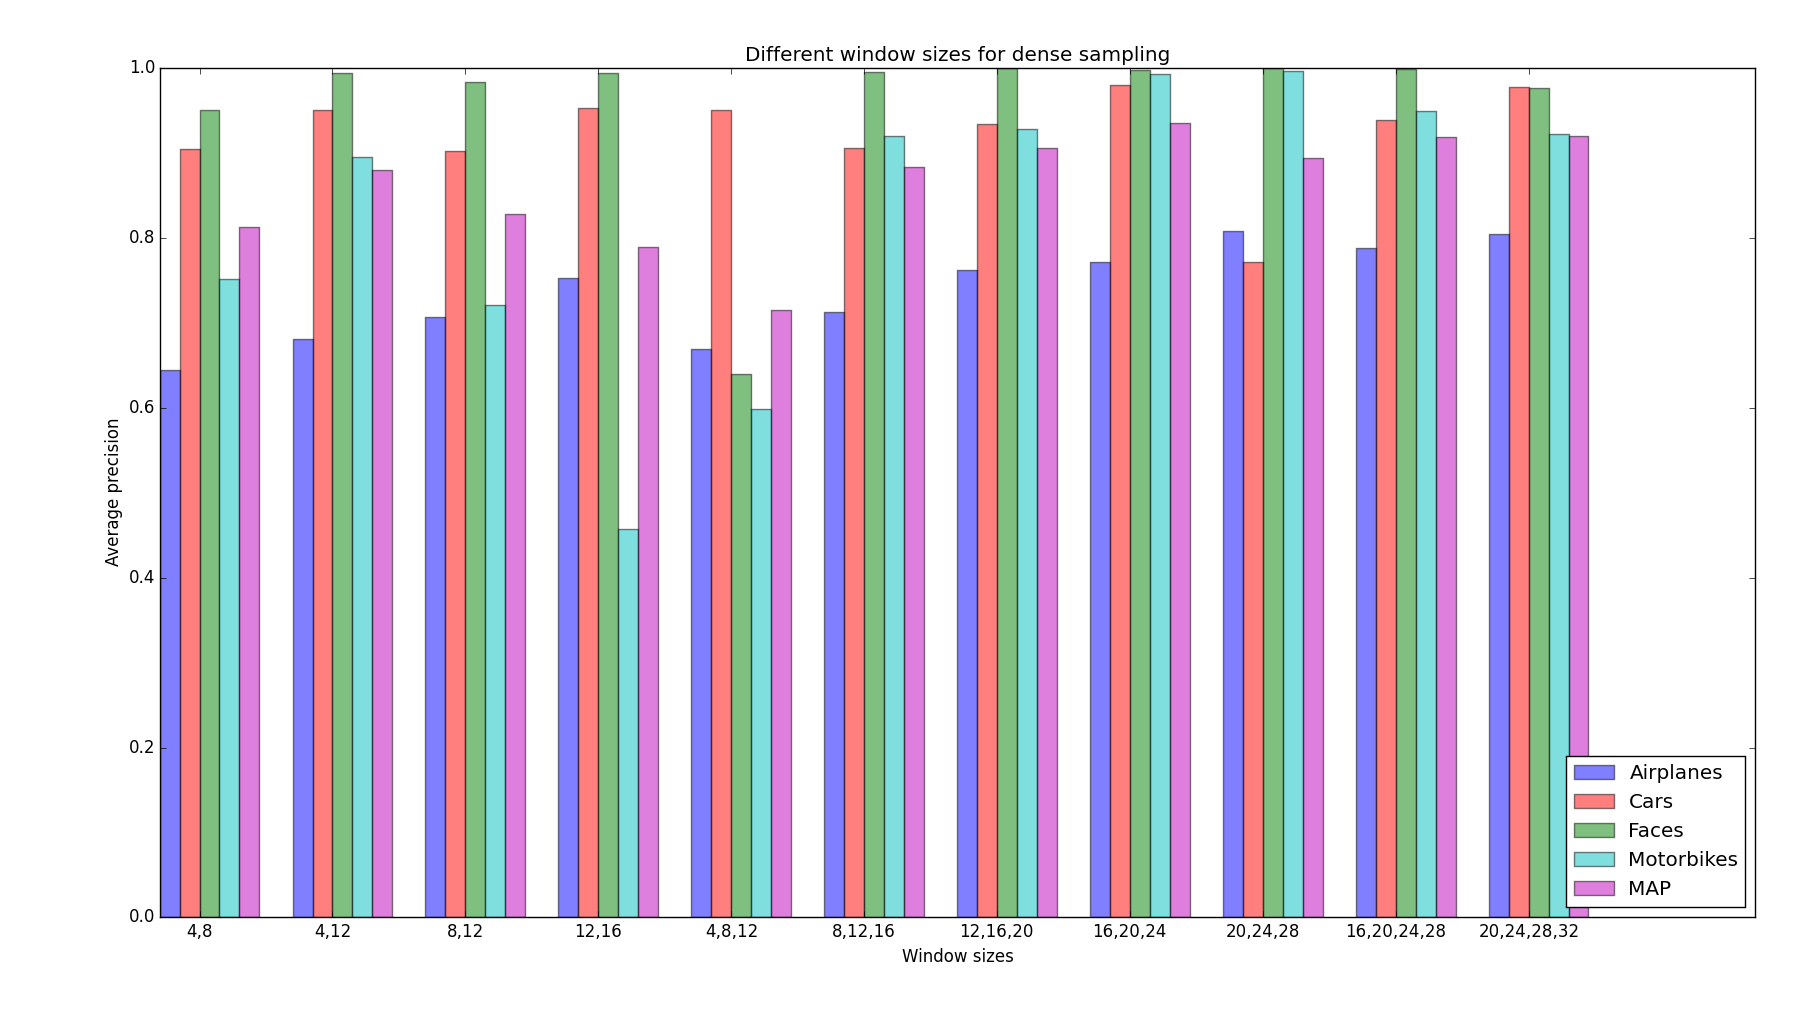 Different window sizes for dense sampling
1.0
0.8
0.6
0.4
0.2
0.0
Average precision
4,8 4,12 8,12 12,16 4,8,12 8,12,16 12,16,20 16,20,24 20,24,28 16,20,24,28 20,24,28,32
Window sizes
Airplanes
Cars
Faces
Motorbikes
MAP